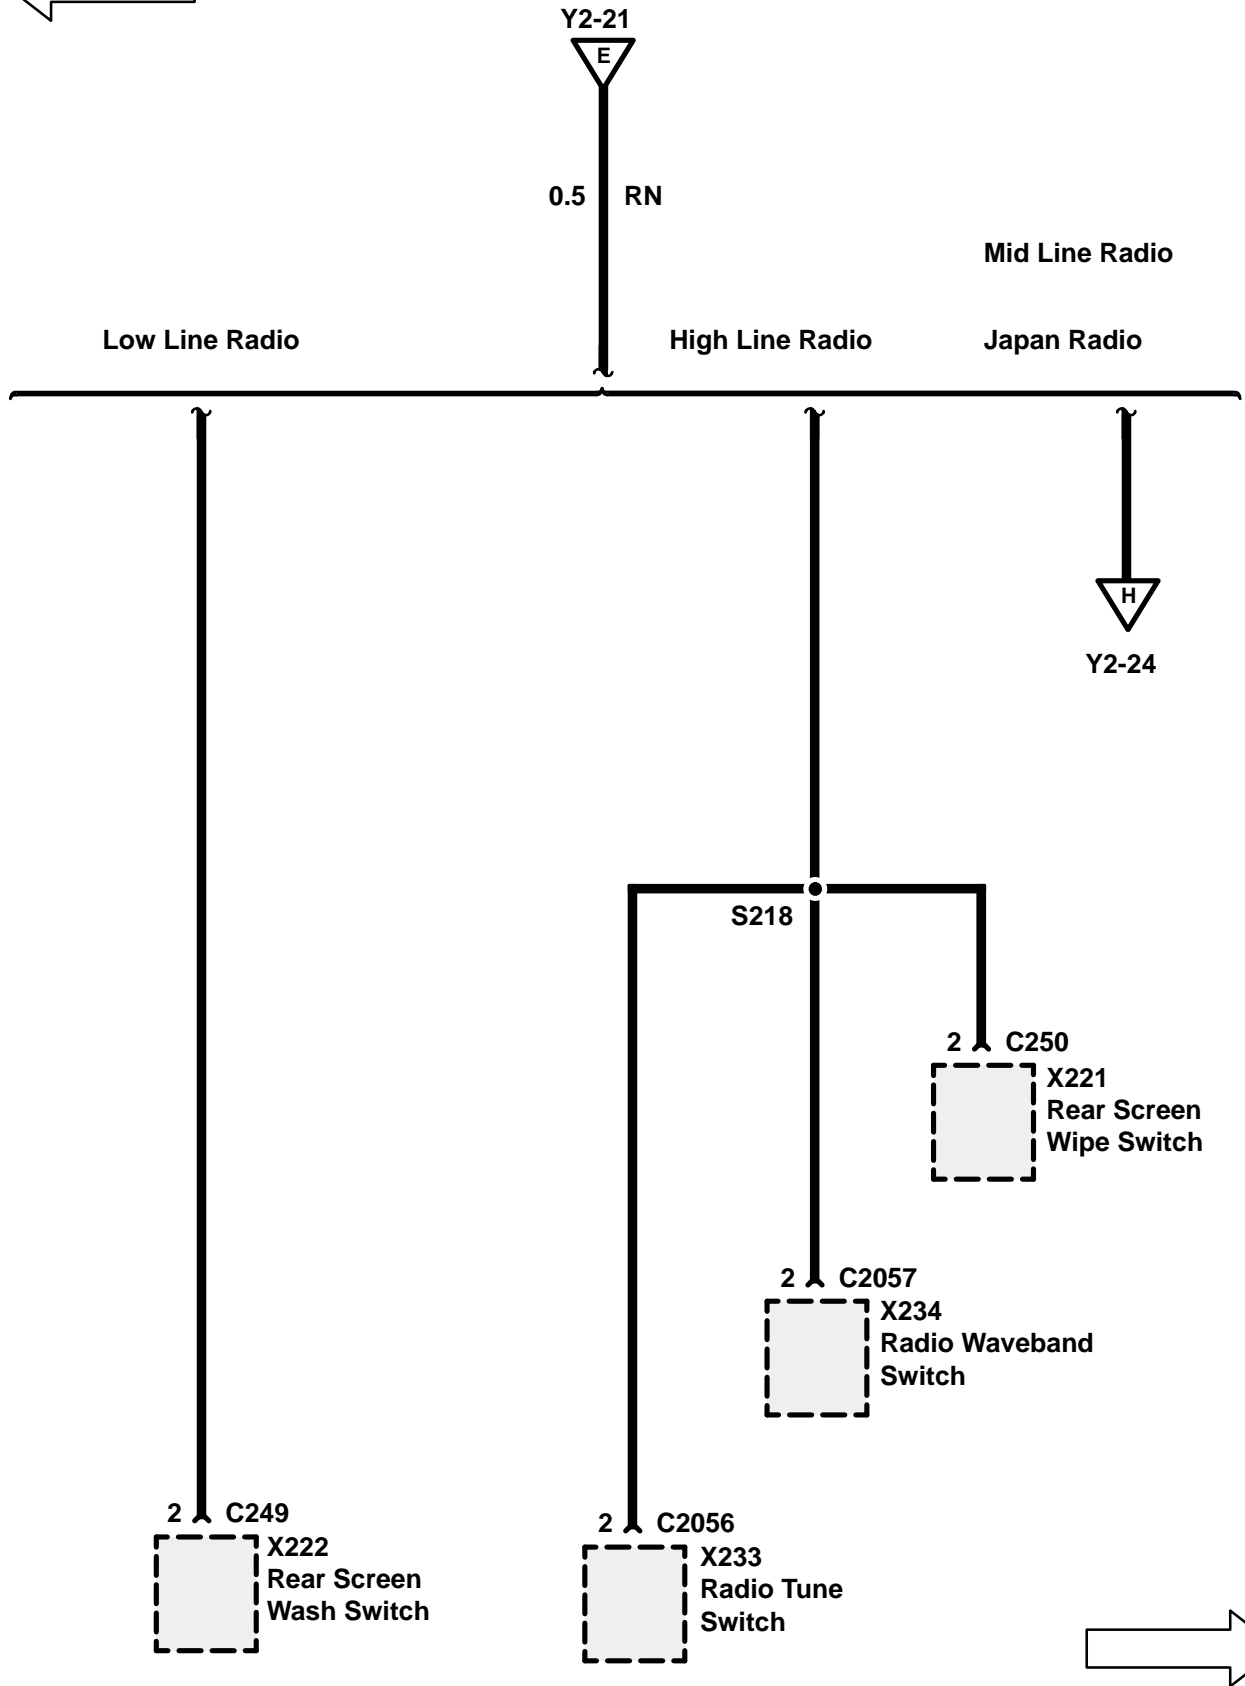 Y2-21
E
0.5 RN
Mid Line Radio
Low Line Radio
High Line Radio
Japan Radio
H
Y2-24
S218
2 C250
X221
Rear Screen
Wipe Switch
2 C2057
X234
Radio Waveband
Switch
2 C249
X222
Rear Screen
Wash Switch
2 C2056
X233
Radio Tune
Switch